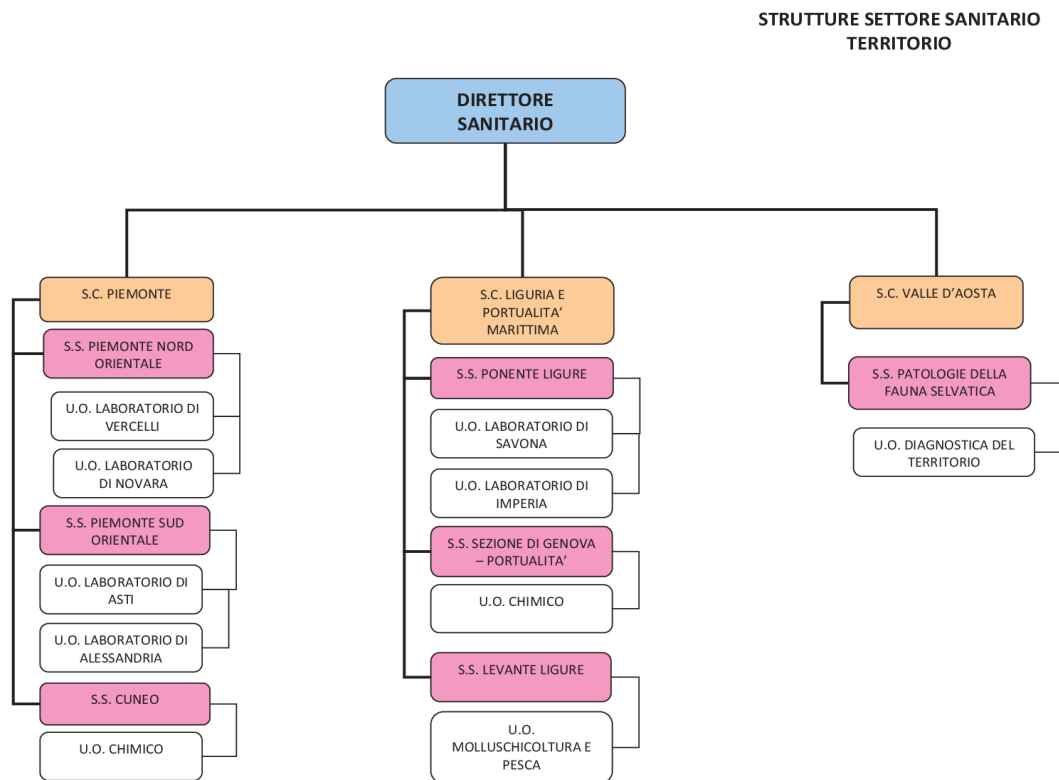 STRUTTURE SETTORE SANITARIO
TERRITORIO
DIRETTORE
SANITARIO
S.C. PIEMONTE
S.S. PIEMONTE NORD
ORIENTALE
U.O. LABORATORIO DI
VERCELLI
U.O. LABORATORIO
DI NOVARA
S.S. PIEMONTE SUD
ORIENTALE
U.O. LABORATORIO DI
ASTI
U.O. LABORATORIO DI
ALESSANDRIA
S.S. CUNEO
U.O. CHIMICO
S.C. LIGURIA E
PORTUALITA’
MARITTIMA
S.S. PONENTE LIGURE
U.O. LABORATORIO DI
SAVONA
U.O. LABORATORIO DI
IMPERIA
S.S. SEZIONE DI GENOVA
– PORTUALITA’
U.O. CHIMICO
S.S. LEVANTE LIGURE
U.O.
MOLLUSCHICOLTURA E
PESCA
S.C. VALLE D’AOSTA
S.S. PATOLOGIE DELLA
FAUNA SELVATICA
U.O. DIAGNOSTICA DEL
TERRITORIO